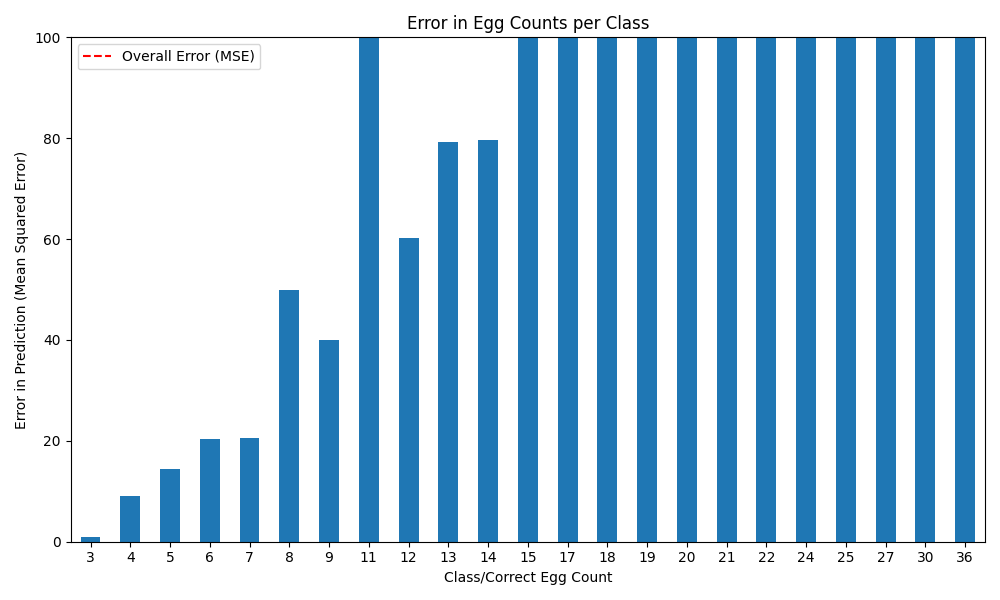 Error in Egg Counts per Class
Overall Error (MSE)
Error in Prediction (Mean Squared Error)
100
80
60
40
20
0
3 4 5 6 7 8 9 11 12 13 14 15 17 18 19 20 21 22 24 25 27 30 36
Class/Correct Egg Count